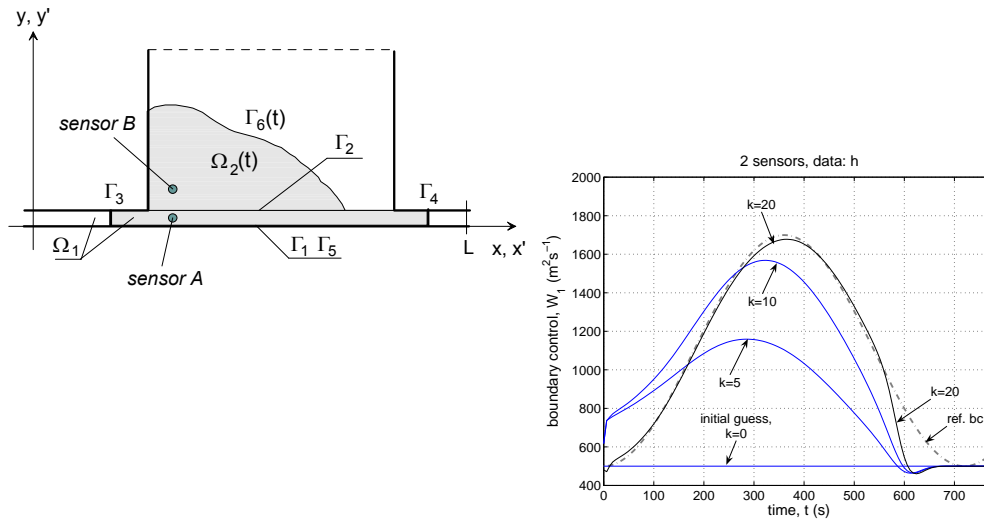 y, y'
sensor B
Γ6(t)
Ω2(t)
Γ2
Γ3
Γ4
Ω1
Γ1 Γ5
L
x, x'
sensor A
2 sensors, data: h
boundary control, W1 (m2s−1)
2000
1800
1600
1400
1200
1000
800
600
400
k=20
k=10
k=5
k=20
initial guess,
k=0
ref. bc
0 100 200 300 400 500 600 700
time, t (s)